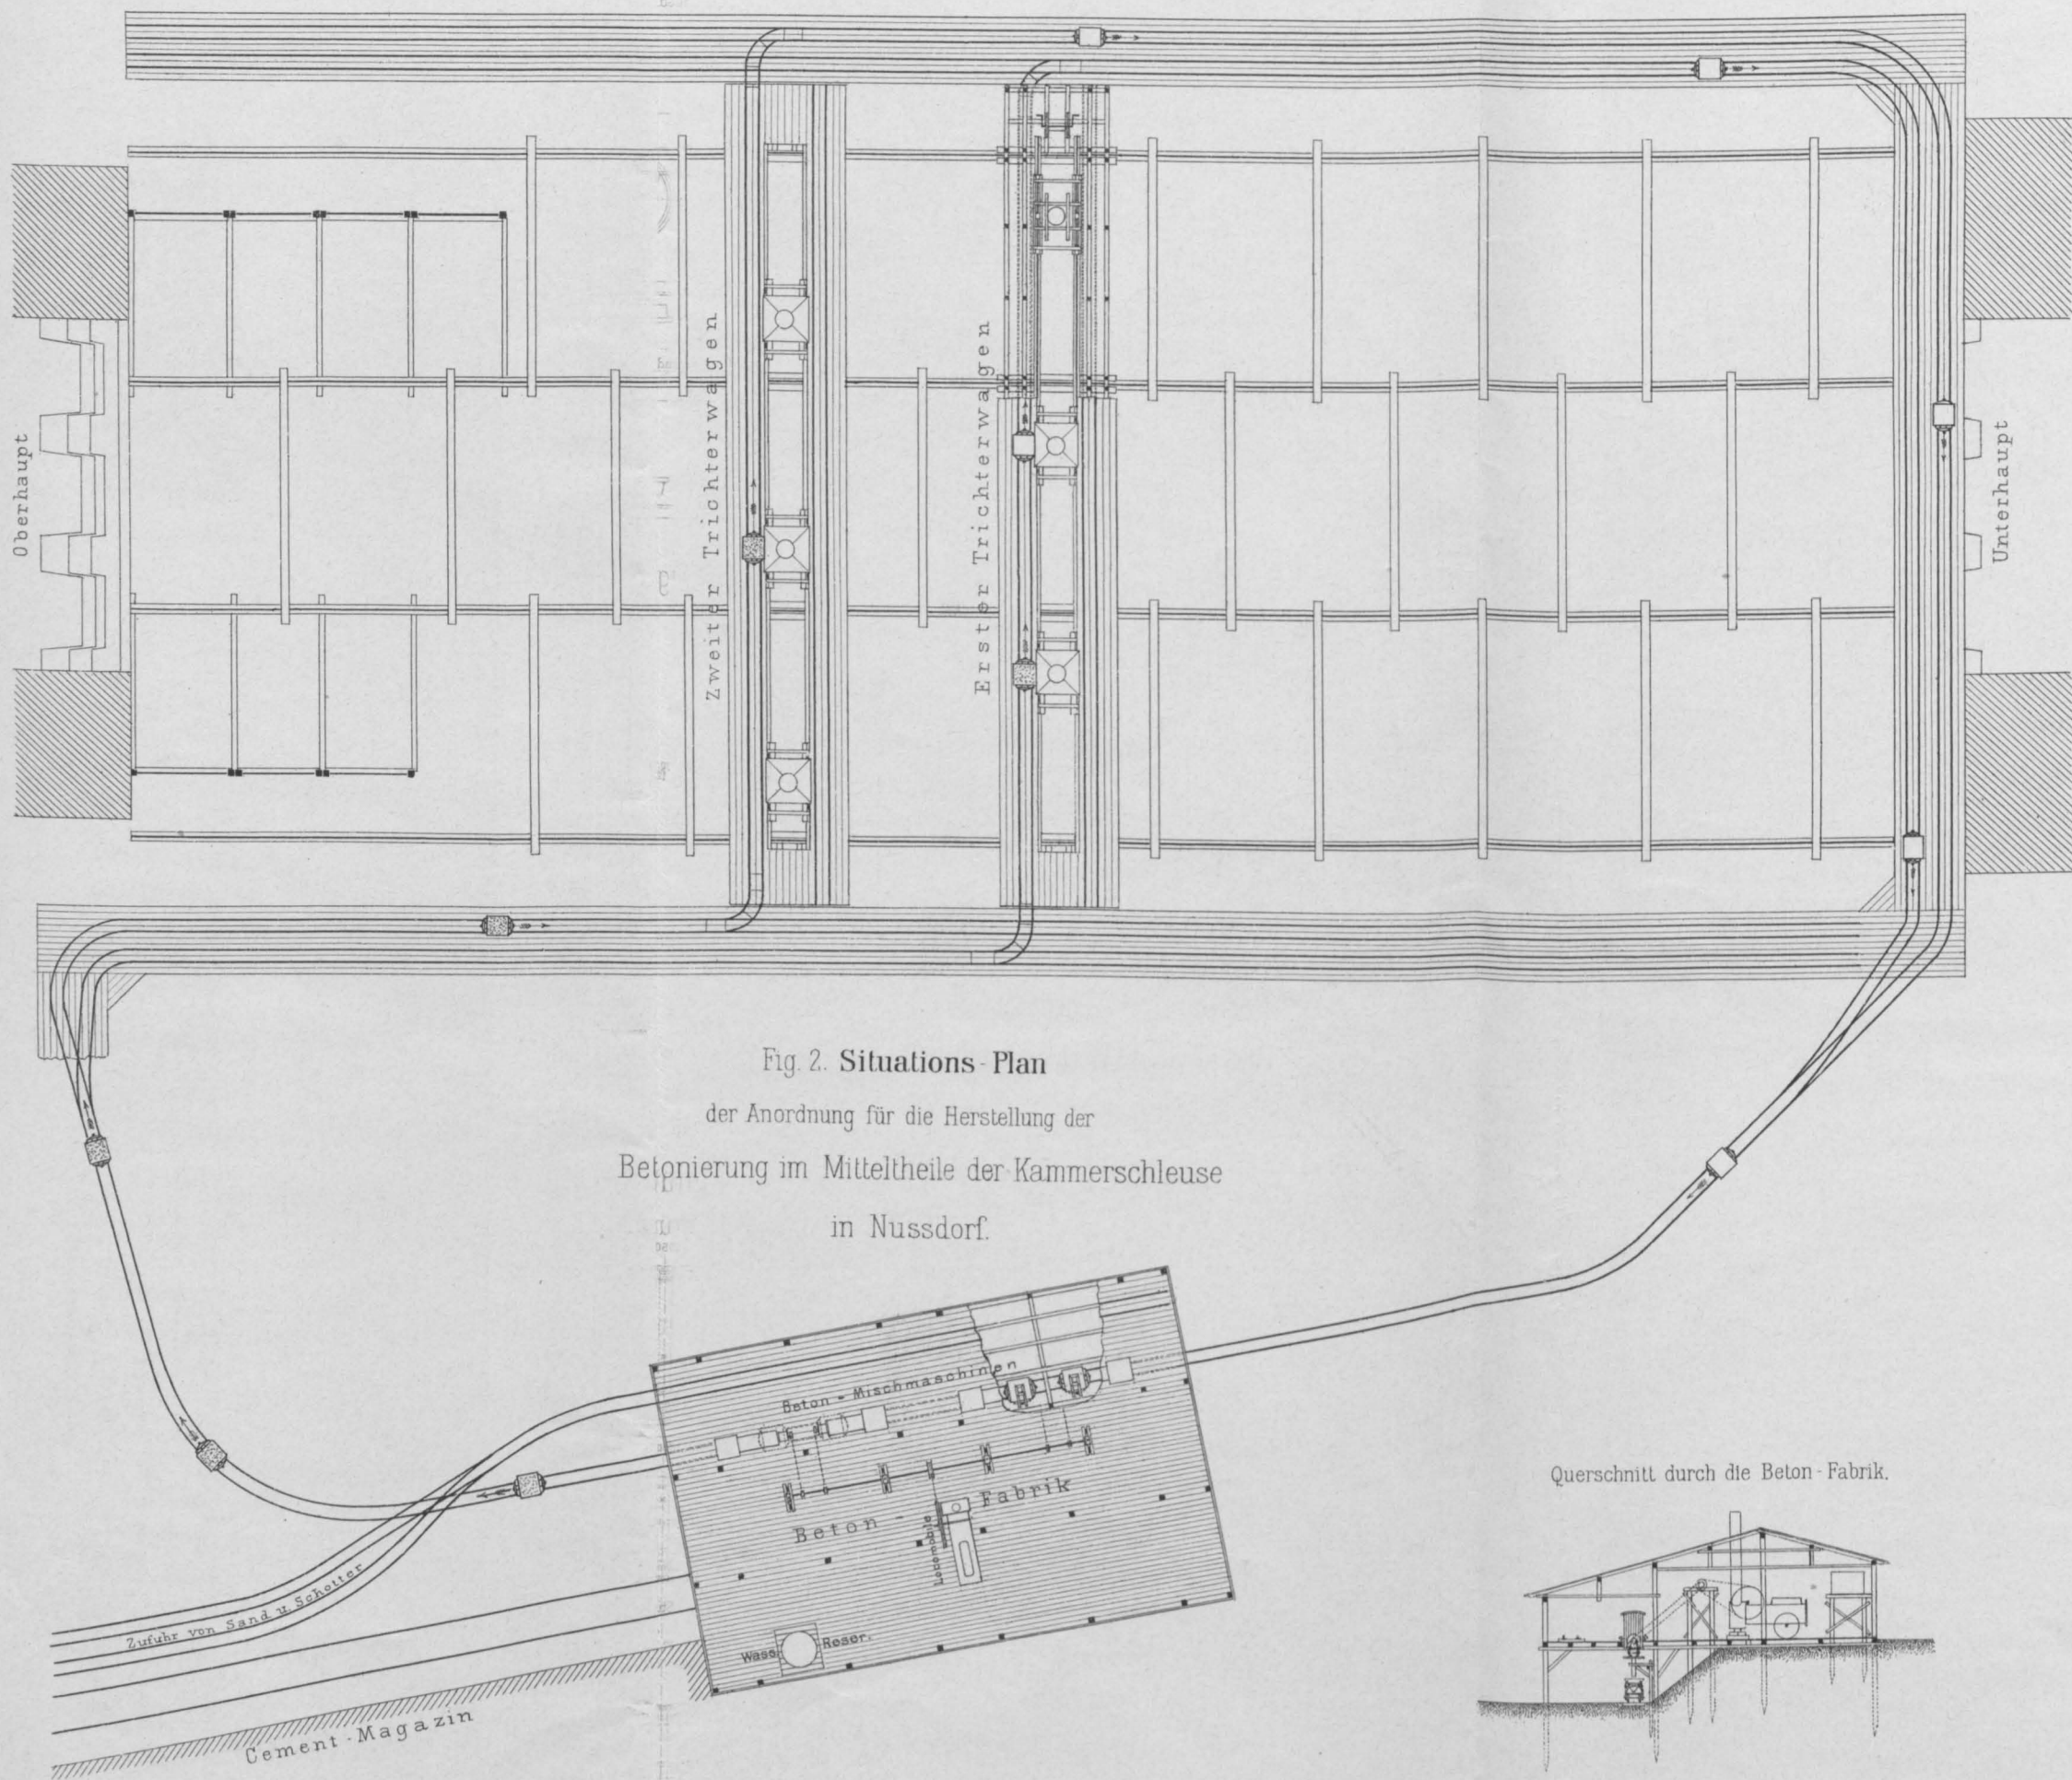 Oberhaupt
Zweiter Trichterwagen
Erster Trichterwagen
Unterhaupt
Fig. 2. Situations-Plan
der Anordnung für die Herstellung der
Betonierung im Mitteltheile der Kammerschleuse
in Nussdorf.
Beton-Mischmaschinen
Beton-Fabrik
Locomobile
Wass. Reser.
Zufuhr von Sand u. Schotter
Cement-Magazin
Querschnitt durch die Beton-Fabrik.